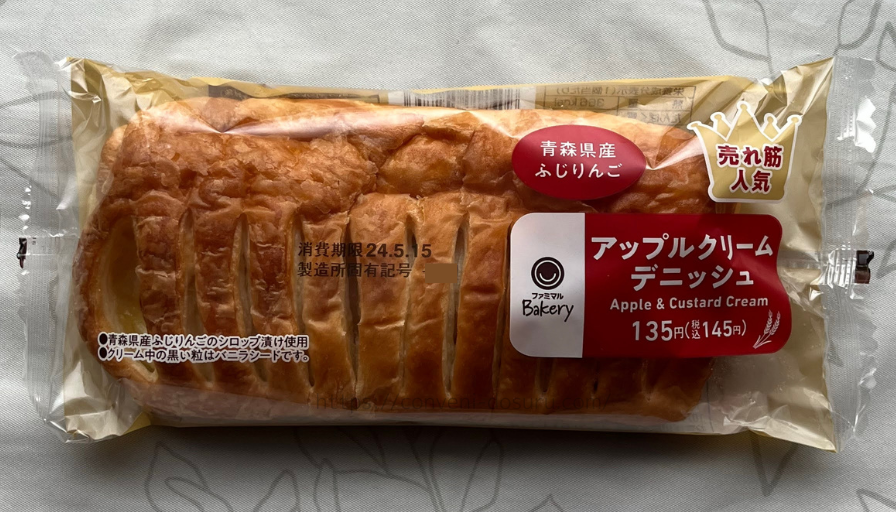 青森県産
ふじりんご
売れ筋
人気
アップルクリーム
デニッシュ
Apple & Custard Cream
135円(税込145円)
ファミマル
Bakery
消費期限24.5.15
製造所固有記号
●青森県産ふじりんごのシロップ漬け使用
●クリーム中の黒い粒はバニラシードです。